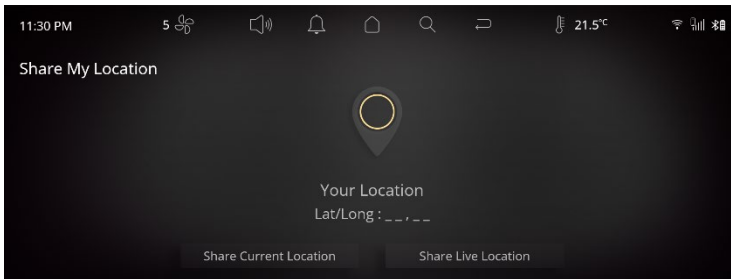 11:30 PM 5 21.5°C
Share My Location
Your Location
Lat/Long : _ _ , _ _
Share Current Location Share Live Location